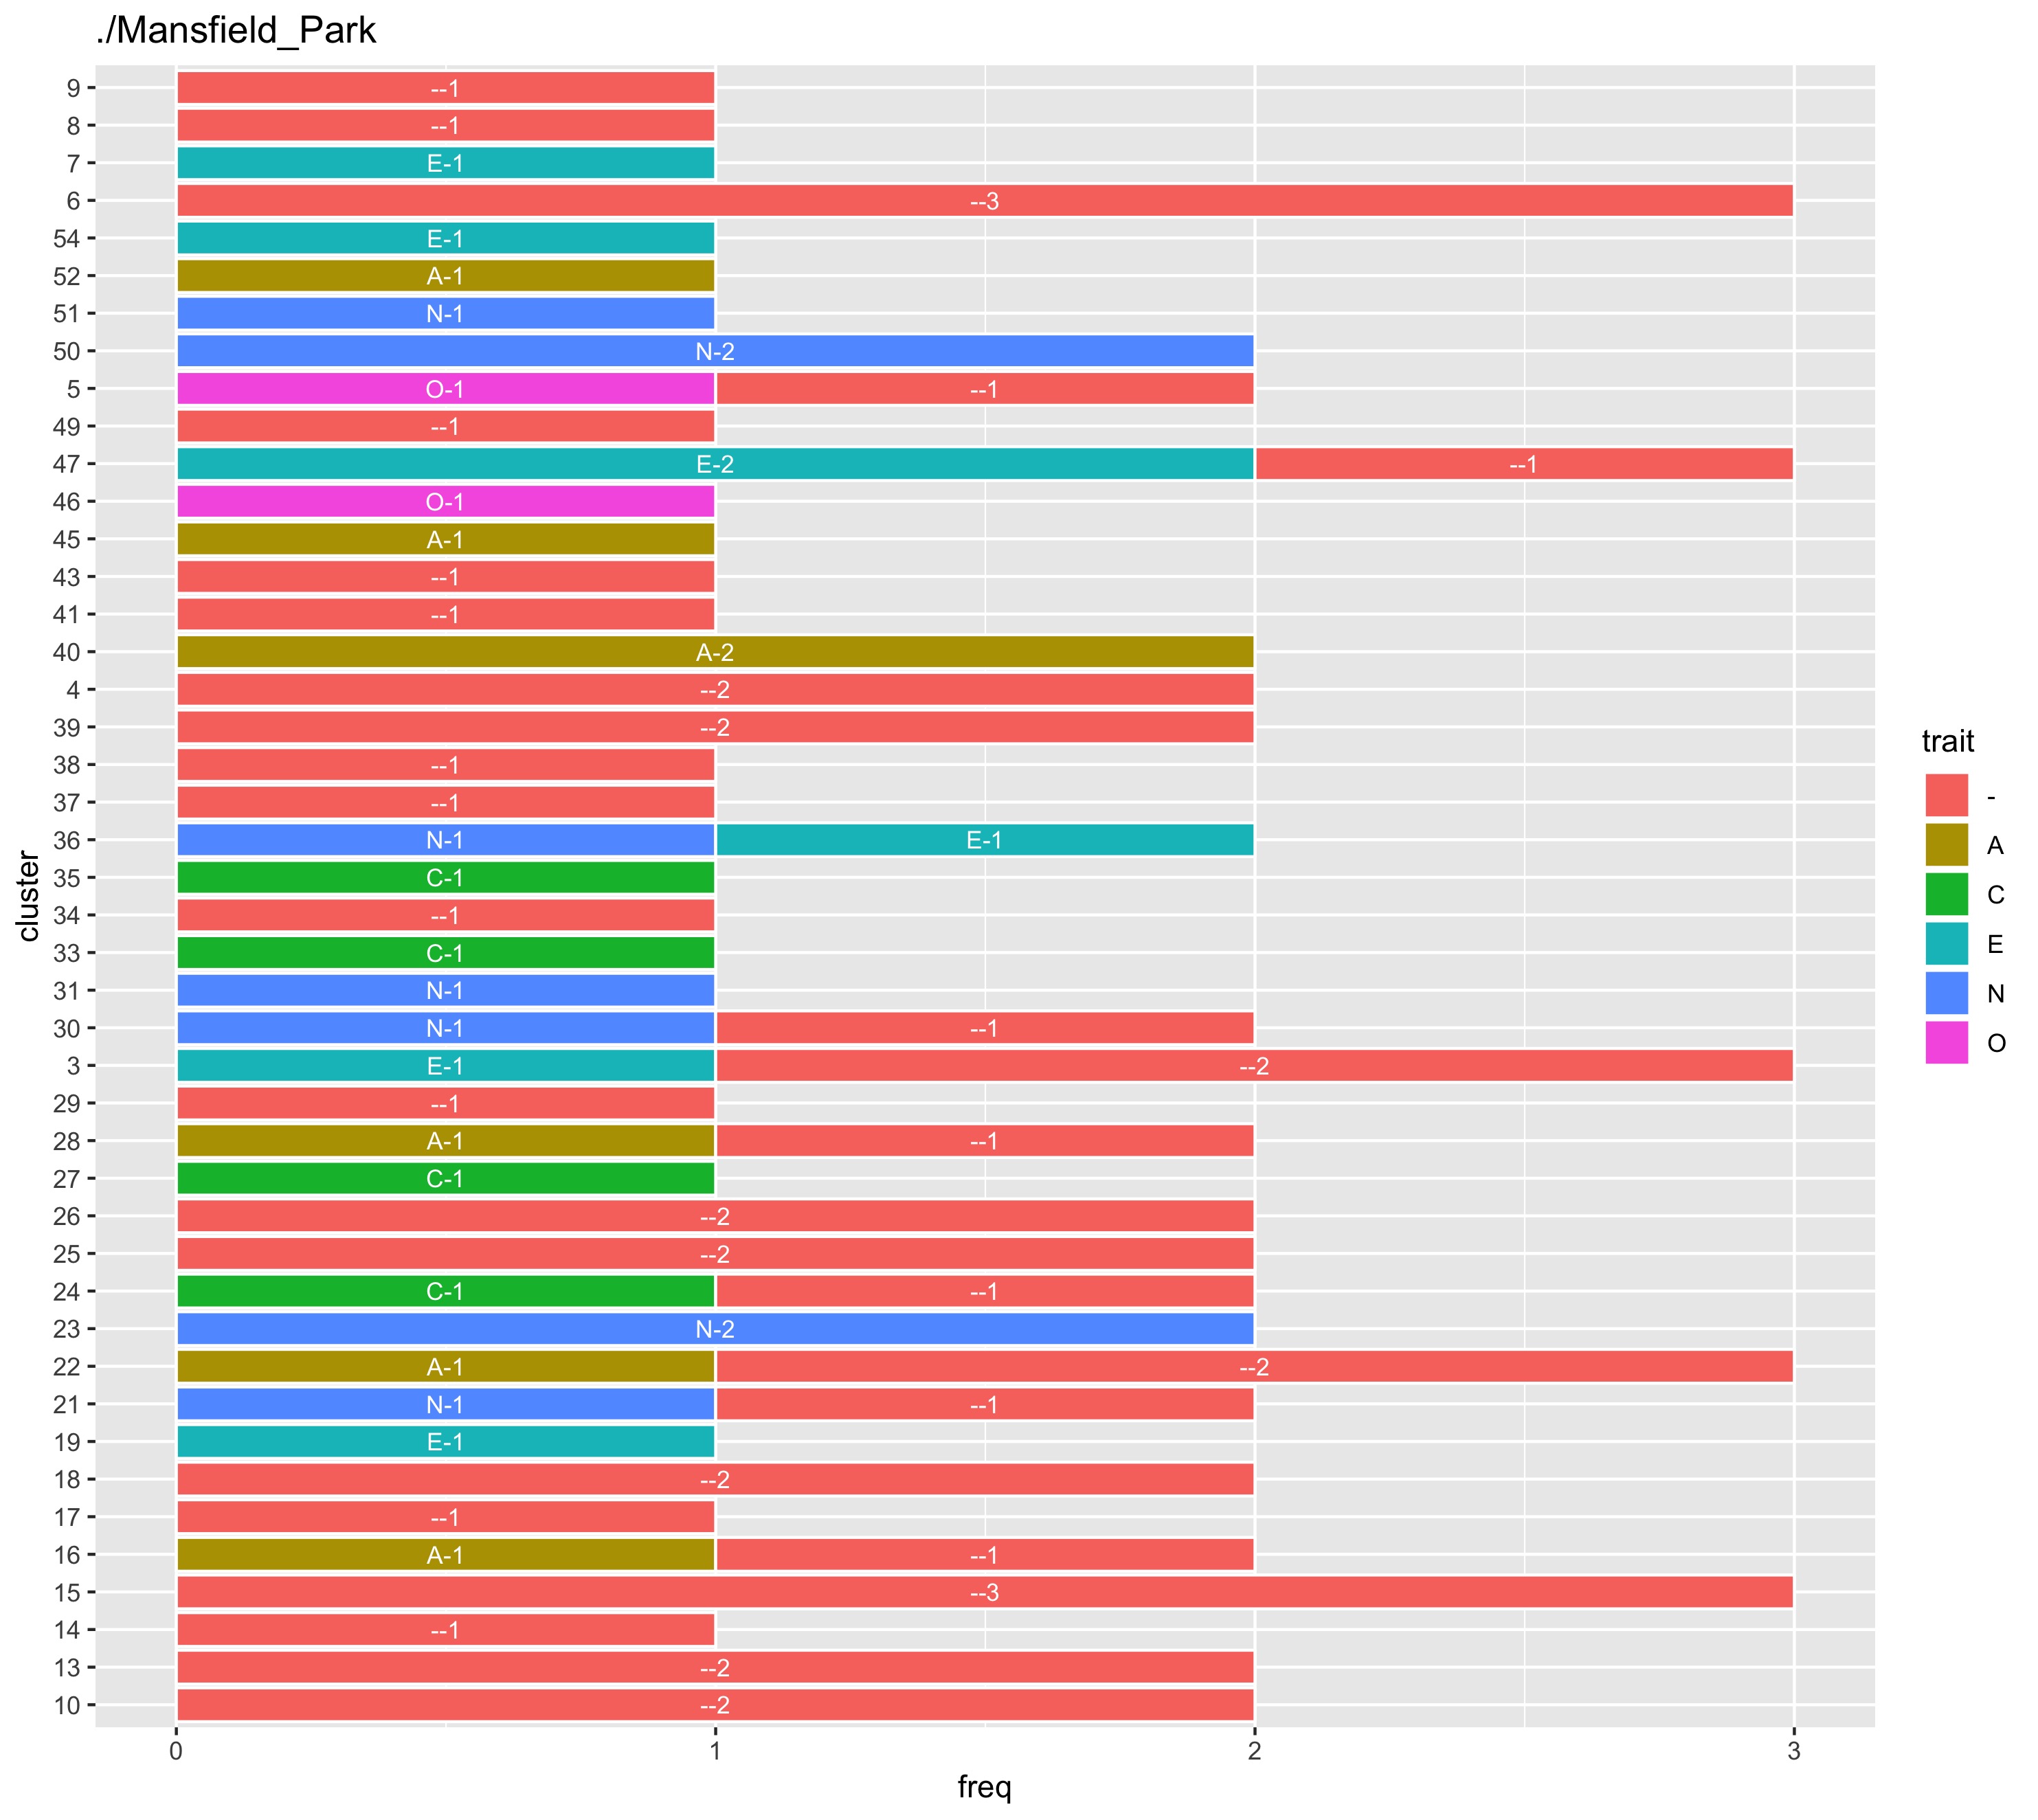 ./Mansfield_Park
9 --1
8 --1
7 E-1
6 --3
54 E-1
52 A-1
51 N-1
50 N-2
5 O-1 --1
49 --1
47 E-2 --1
46 O-1
45 A-1
43 --1
41 --1
40 A-2
4 --2
39 --2
38 --1
37 --1
36 N-1 E-1
35 C-1
34 --1
33 C-1
31 N-1
30 N-1 --1
3 E-1 --2
29 --1
28 A-1 --1
27 C-1
26 --2
25 --2
24 C-1 --1
23 N-2
22 A-1 --2
21 N-1 --1
19 E-1
18 --2
17 --1
16 A-1 --1
15 --3
14 --1
13 --2
10 --2
0 1 2 3
freq
cluster
trait
-
A
C
E
N
O